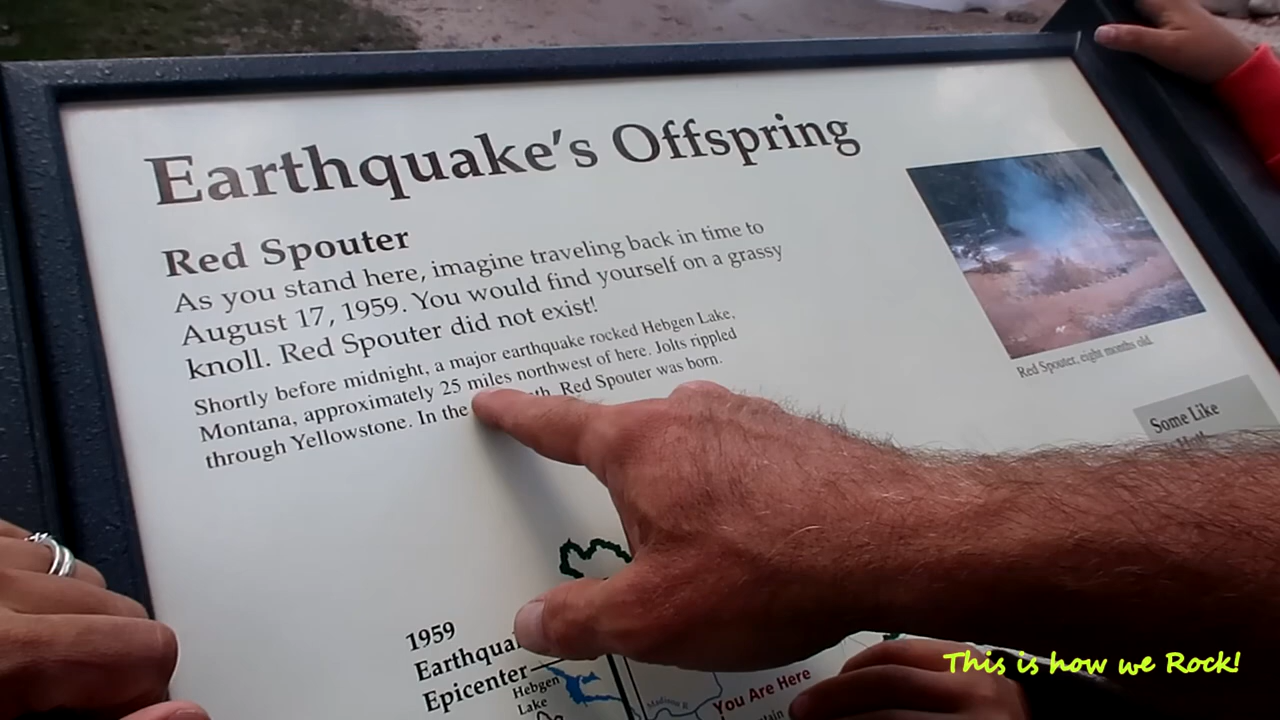 Earthquake's Offspring
Red Spouter
As you stand here, imagine traveling back in time to
August 17, 1959. You would find yourself on a grassy
knoll. Red Spouter did not exist!
Shortly before midnight, a major earthquake rocked Hebgen Lake,
Montana, approximately 25 miles northwest of here. Jolts rippled
through Yellowstone. In the Red Spouter was born.
Red Spouter, eight months old.
Some Like
1959
Epicenter
Hebgen
Lake
Madison R
You Are Here
This is how we Rock!